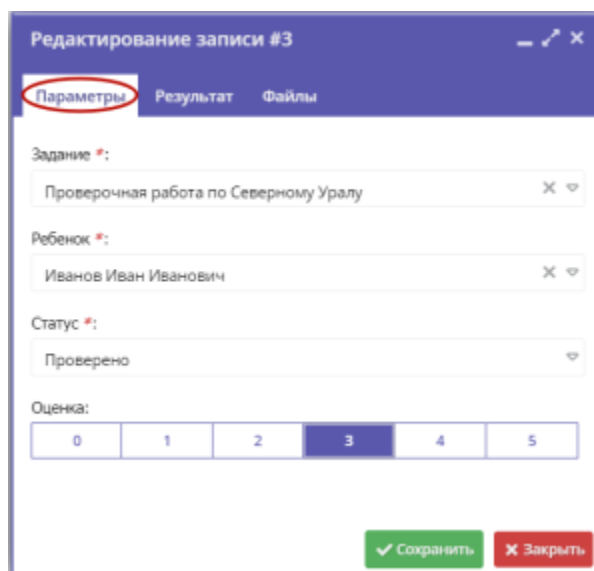 Редактирование записи #3
Параметры Результат Файлы
Задание *:
Проверочная работа по Северному Уралу
Ребенок *:
Иванов Иван Иванович
Статус *:
Проверено
Оценка:
0 1 2 3 4 5
Сохранить Закрыть